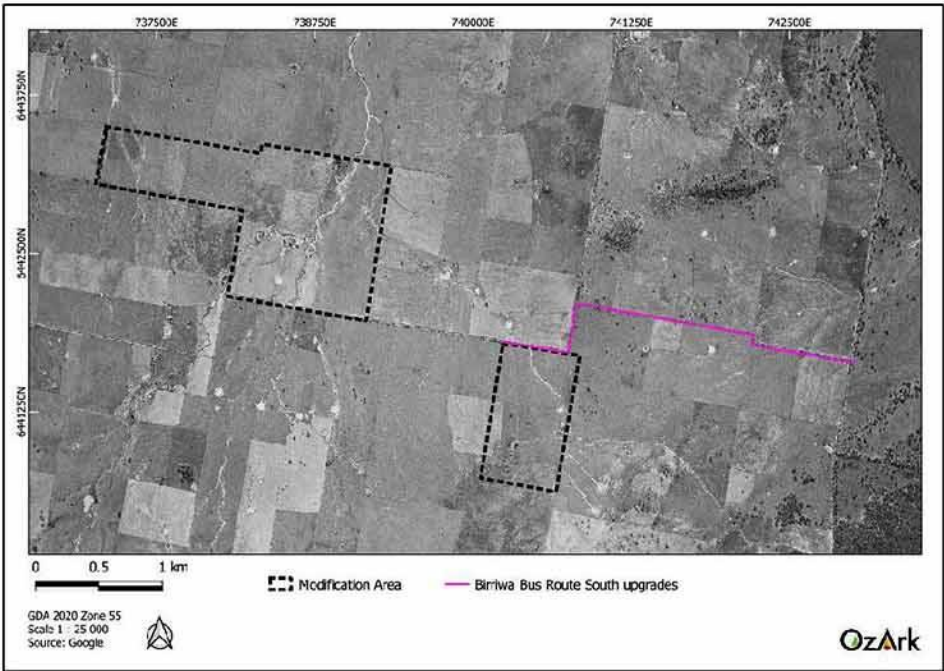 737500E 738750E 740000E 741250E 742500E
6443750N
6442500N
6441250N
0 0.5 1 km
Modification Area
Birriwa Bus Route South upgrades
GDA 2020 Zone 55
Scale 1 : 25 000
Source: Google
OzArk